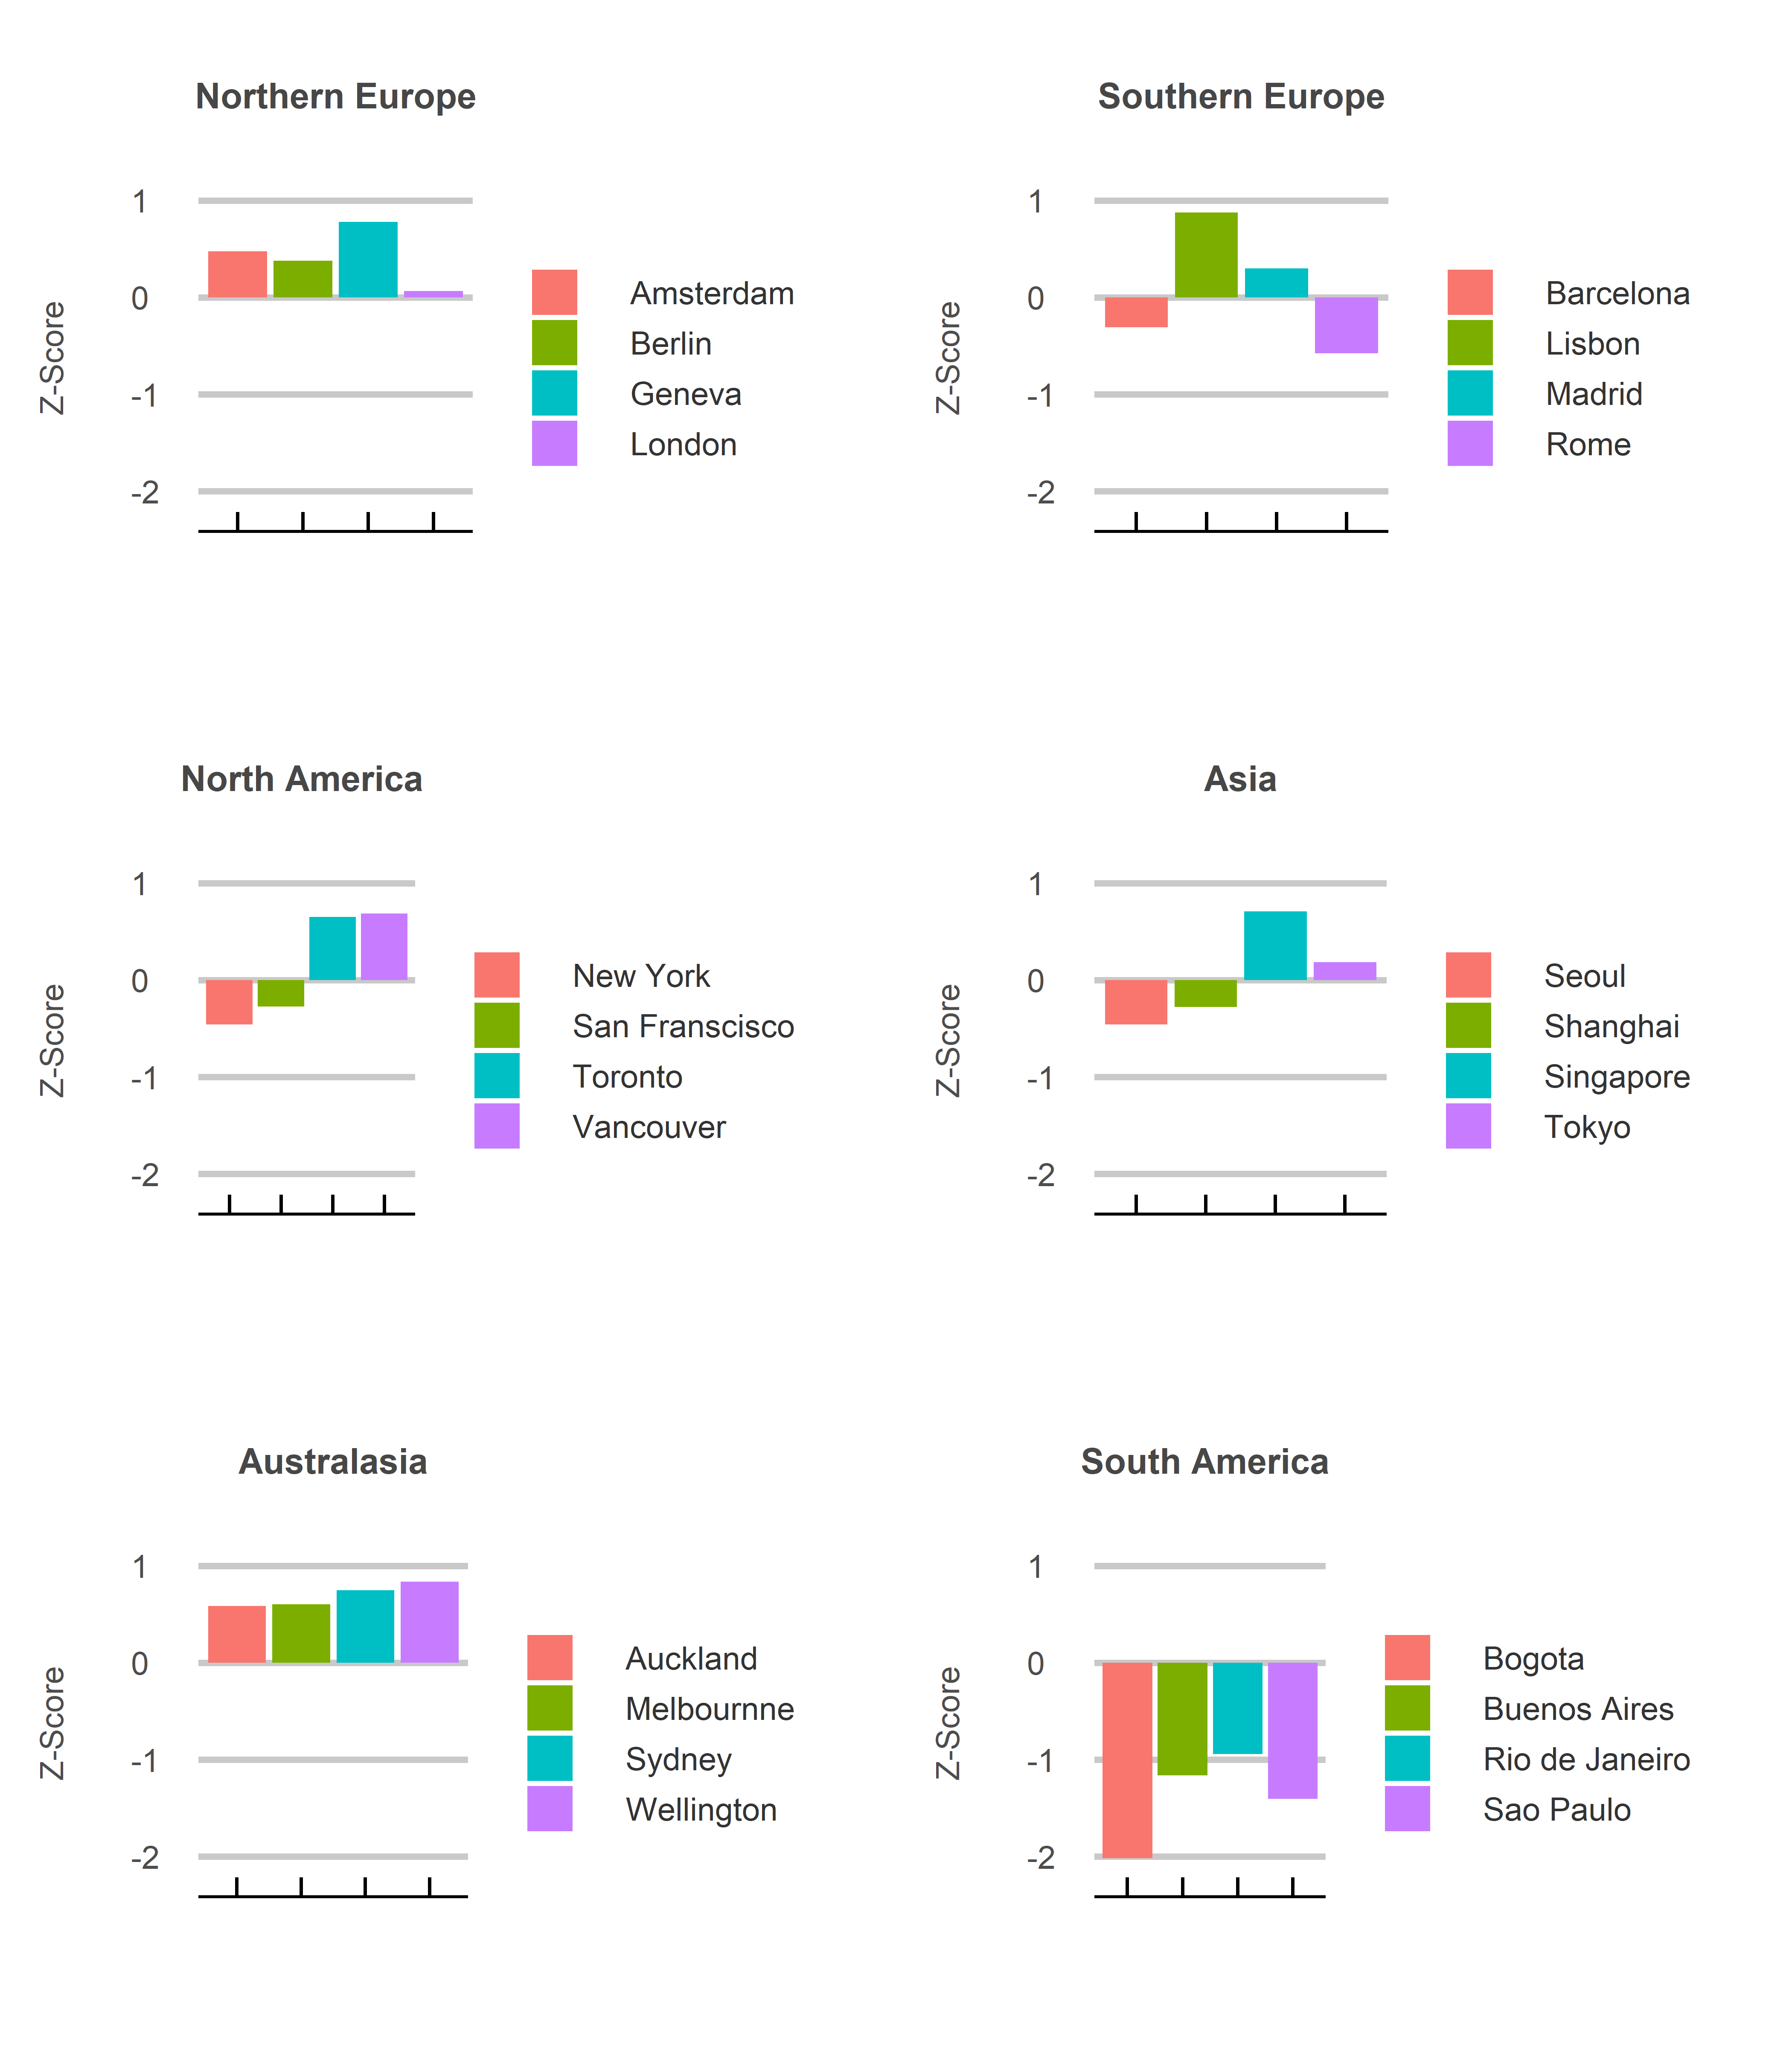 Northern Europe
Z-Score
1
0
-1
-2
Amsterdam
Berlin
Geneva
London
Southern Europe
Z-Score
1
0
-1
-2
Barcelona
Lisbon
Madrid
Rome
North America
Z-Score
1
0
-1
-2
New York
San Franscisco
Toronto
Vancouver
Asia
Z-Score
1
0
-1
-2
Seoul
Shanghai
Singapore
Tokyo
Australasia
Z-Score
1
0
-1
-2
Auckland
Melbournne
Sydney
Wellington
South America
Z-Score
1
0
-1
-2
Bogota
Buenos Aires
Rio de Janeiro
Sao Paulo